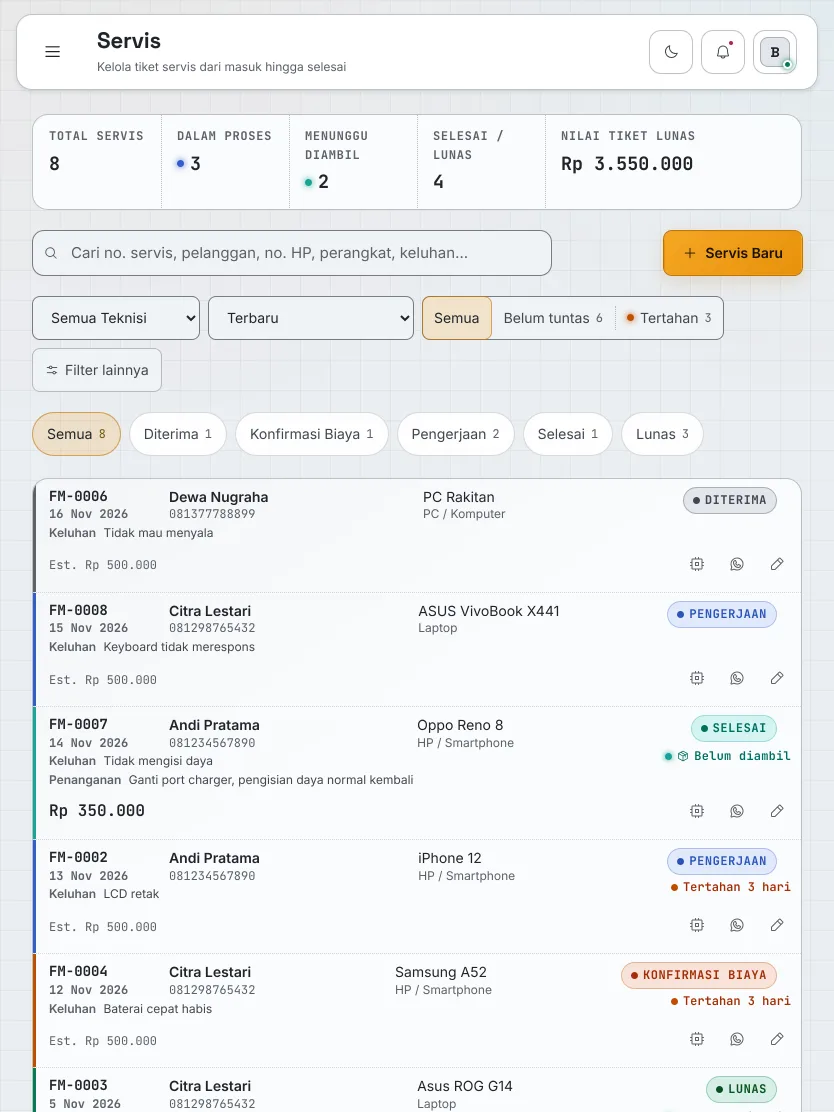 Servis
Kelola tiket servis dari masuk hingga selesai
B
TOTAL SERVIS
8
DALAM PROSES
3
MENUNGGU
DIAMBIL
2
SELESAI /
LUNAS
4
NILAI TIKET LUNAS
Rp 3.550.000
Cari no. servis, pelanggan, no. HP, perangkat, keluhan...
+ Servis Baru
Semua Teknisi
Terbaru
Semua
Belum tuntas 6
Tertahan 3
Filter lainnya
Semua 8
Diterima 1
Konfirmasi Biaya 1
Pengerjaan 2
Selesai 1
Lunas 3
FM-0006 Dewa Nugraha PC Rakitan DITERIMA
16 Nov 2026 081377788899 PC / Komputer
Keluhan Tidak mau menyala
Est. Rp 500.000
FM-0008 Citra Lestari ASUS VivoBook X441 PENGERJAAN
15 Nov 2026 081298765432 Laptop
Keluhan Keyboard tidak merespons
Est. Rp 500.000
FM-0007 Andi Pratama Oppo Reno 8 SELESAI
14 Nov 2026 081234567890 HP / Smartphone
Belum diambil
Keluhan Tidak mengisi daya
Penanganan Ganti port charger, pengisian daya normal kembali
Rp 350.000
FM-0002 Andi Pratama iPhone 12 PENGERJAAN
13 Nov 2026 081234567890 HP / Smartphone
Tertahan 3 hari
Keluhan LCD retak
Est. Rp 500.000
FM-0004 Citra Lestari Samsung A52 KONFIRMASI BIAYA
12 Nov 2026 081298765432 HP / Smartphone
Tertahan 3 hari
Keluhan Baterai cepat habis
Est. Rp 500.000
FM-0003 Citra Lestari Asus ROG G14 LUNAS
5 Nov 2026 081298765432 Laptop